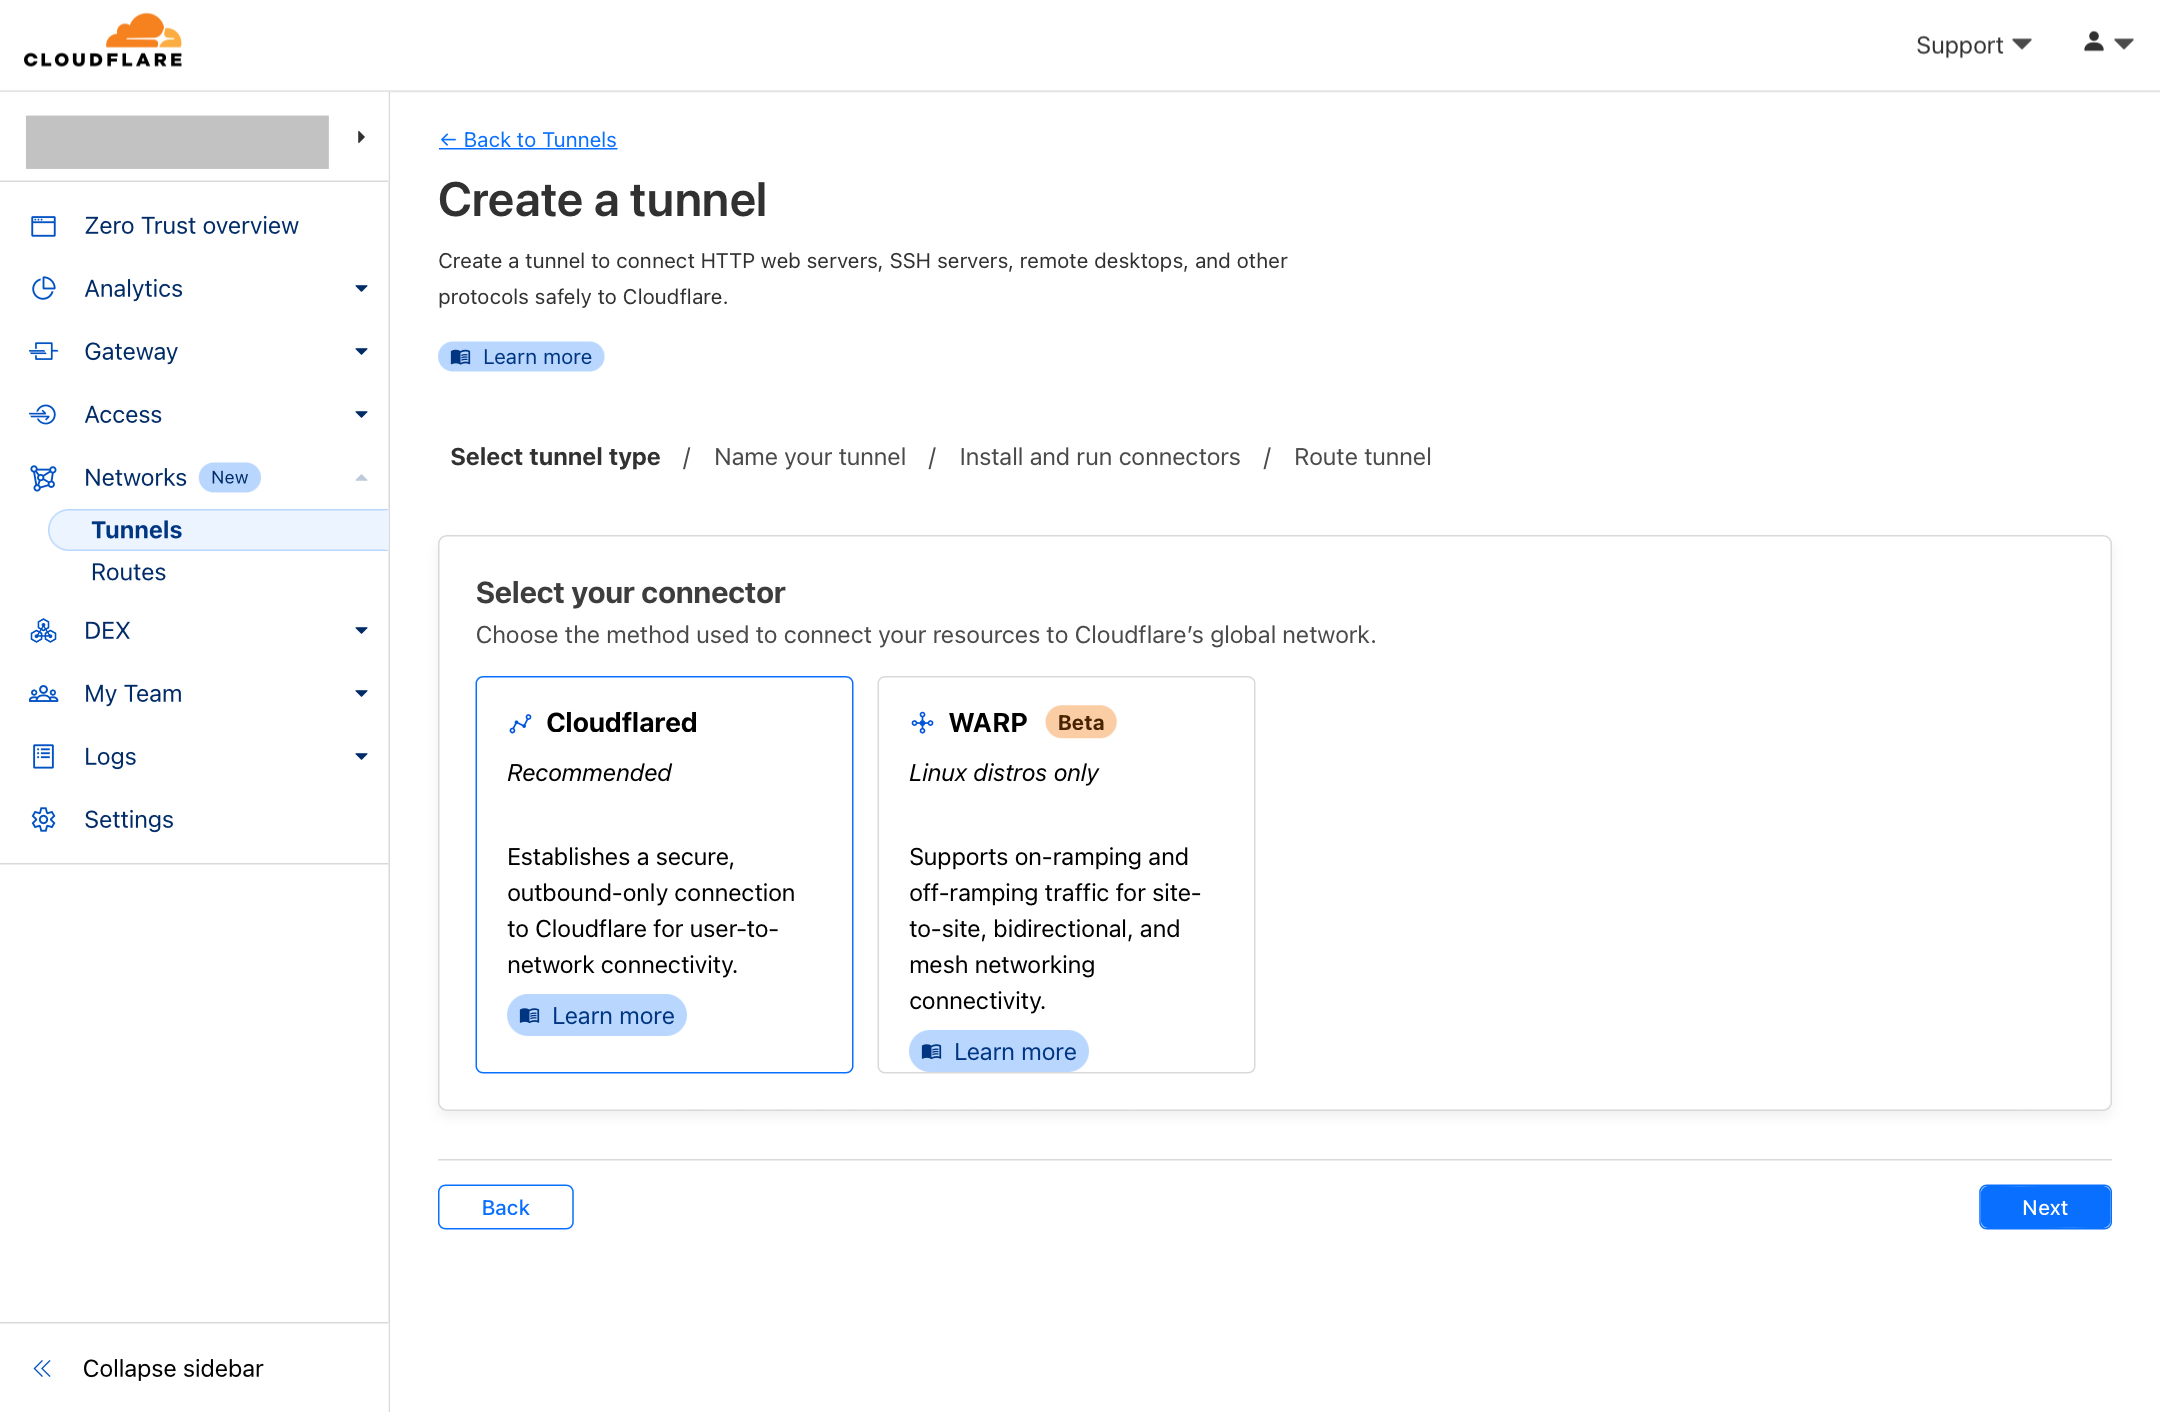 CLOUDFLARE
Support
Zero Trust overview
Analytics
Gateway
Access
Networks New
Tunnels
Routes
DEX
My Team
Logs
Settings
Collapse sidebar
← Back to Tunnels
Create a tunnel
Create a tunnel to connect HTTP web servers, SSH servers, remote desktops, and other
protocols safely to Cloudflare.
Learn more
Select tunnel type / Name your tunnel / Install and run connectors / Route tunnel
Select your connector
Choose the method used to connect your resources to Cloudflare’s global network.
Cloudflared
Recommended
Establishes a secure,
outbound-only connection
to Cloudflare for user-to-
network connectivity.
Learn more
WARP Beta
Linux distros only
Supports on-ramping and
off-ramping traffic for site-
to-site, bidirectional, and
mesh networking
connectivity.
Learn more
Back
Next